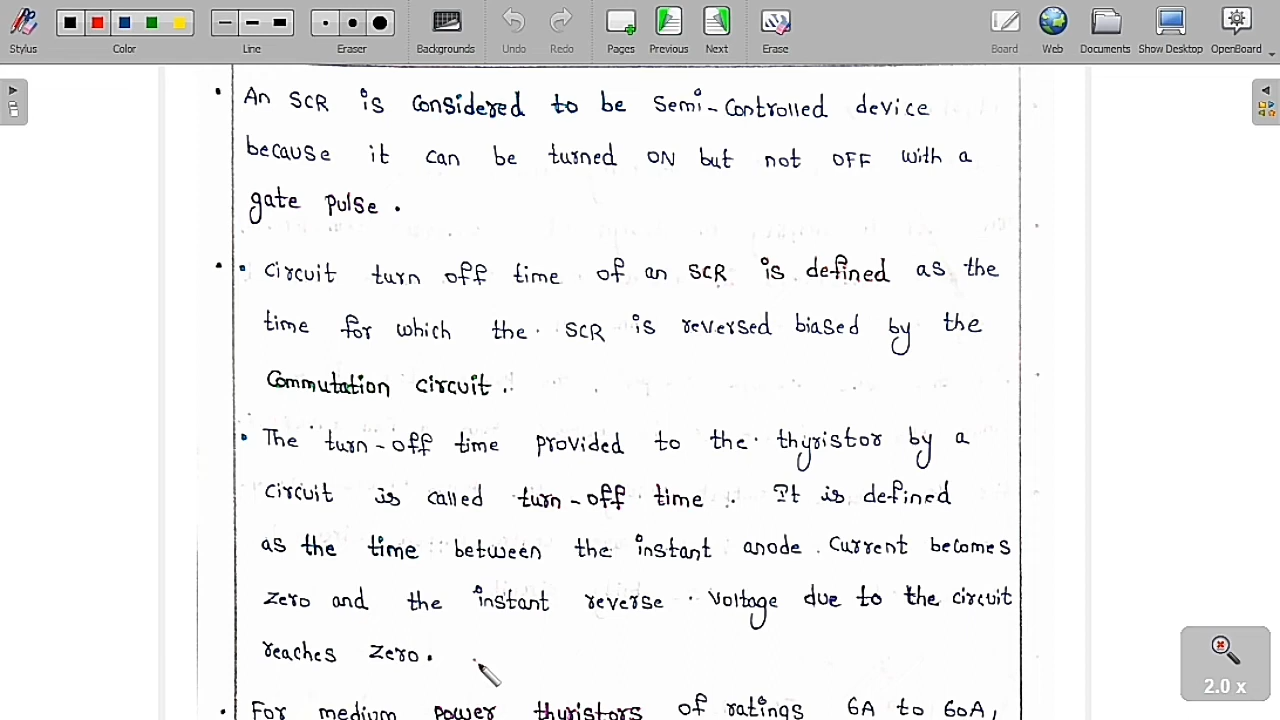 Stylus
Color
Line
Eraser
Backgrounds
Undo
Redo
Pages
Previous
Next
Erase
Board
Web
Documents
Show Desktop
OpenBoard
• An SCR is considered to be semi-controlled device
because it can be turned ON but not OFF with a
gate pulse.
• • circuit turn off time of an SCR is defined as the
time for which the SCR is reversed biased by the
commutation circuit.
• The turn-off time provided to the thyristor by a
circuit is called turn-off time. It is defined
as the time between the instant anode current becomes
zero and the instant reverse voltage due to the circuit
reaches zero.
• For medium power thyristors of ratings 6A to 60A,
2.0 x